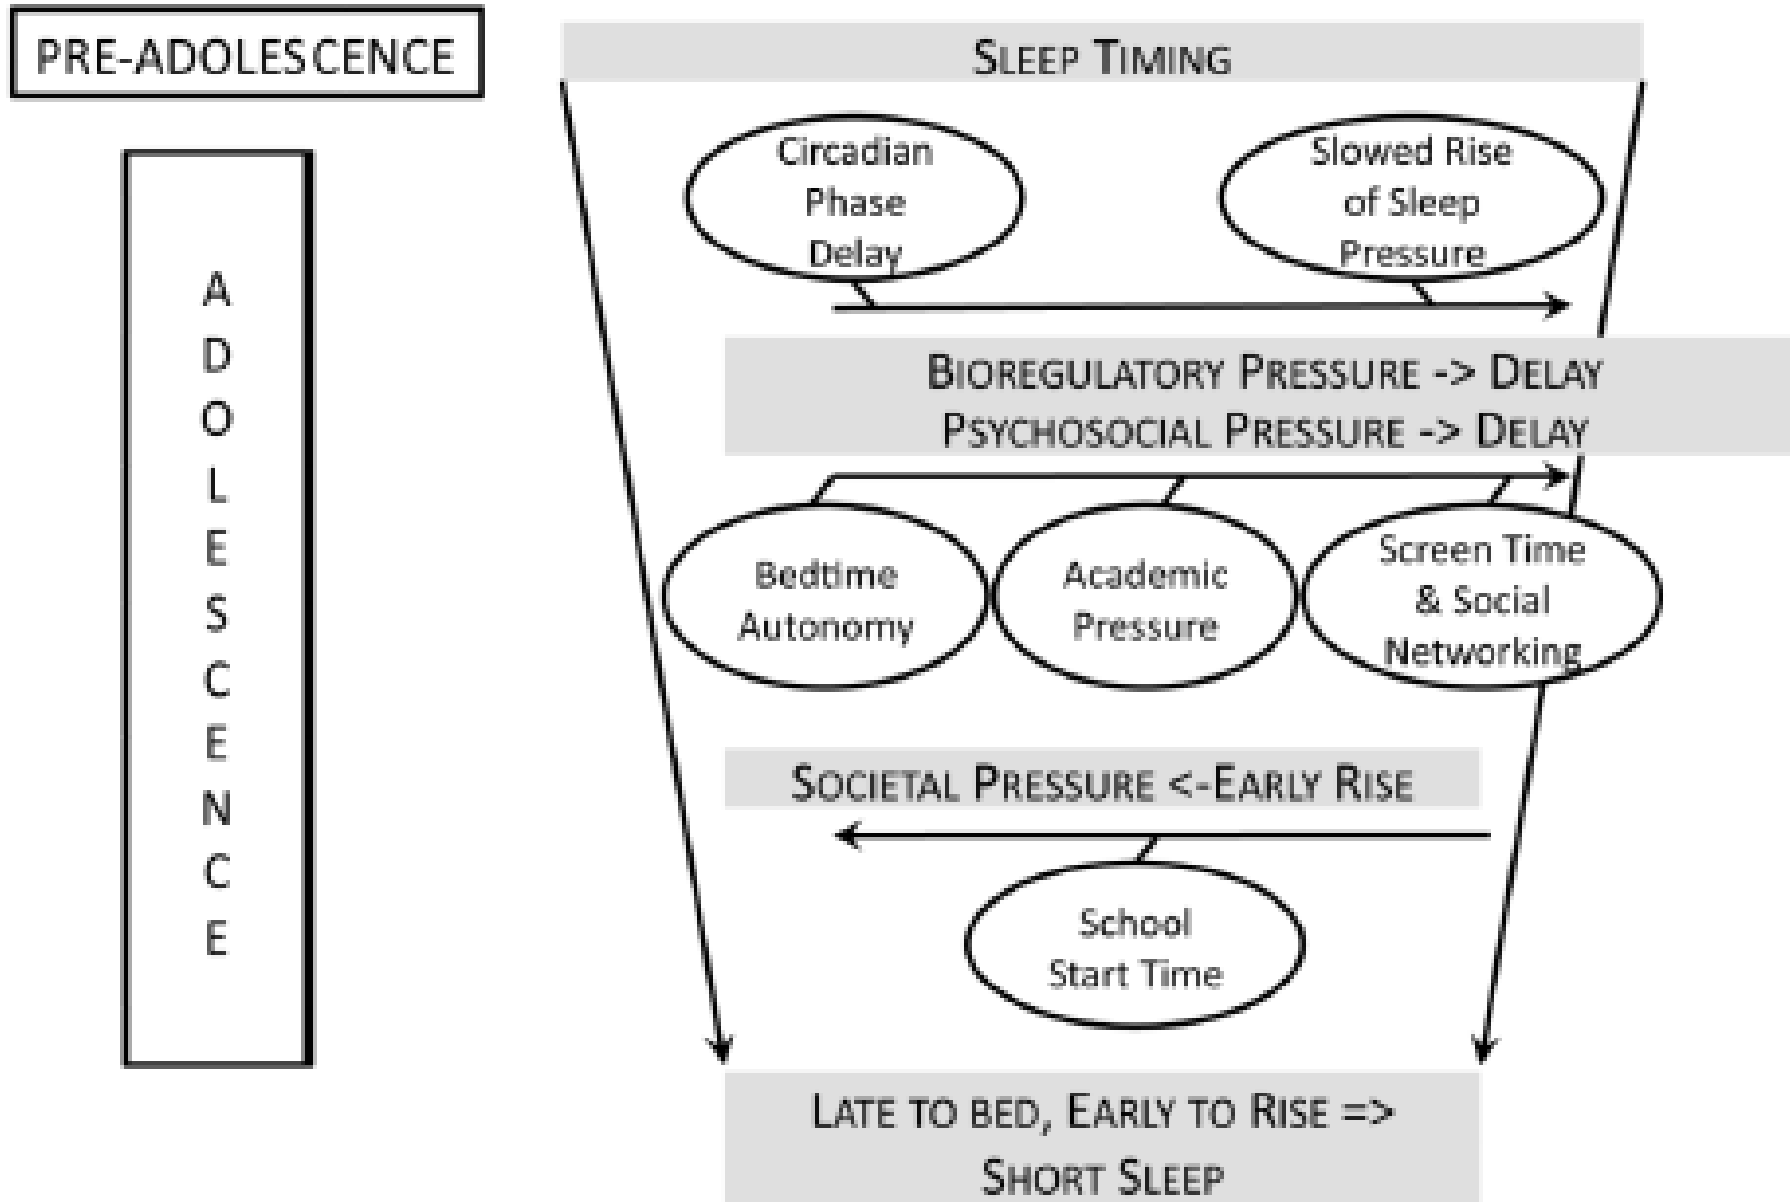 PRE-ADOLESCENCE
SLEEP TIMING
Circadian
Phase
Delay
Slowed Rise
of Sleep
Pressure
A
D
O
L
E
S
C
E
N
C
E
BIOREGULATORY PRESSURE -> DELAY
PSYCHOSOCIAL PRESSURE -> DELAY
Bedtime
Autonomy
Academic
Pressure
Screen Time
& Social
Networking
SOCIETAL PRESSURE <-EARLY RISE
School
Start Time
LATE TO BED, EARLY TO RISE =>
SHORT SLEEP